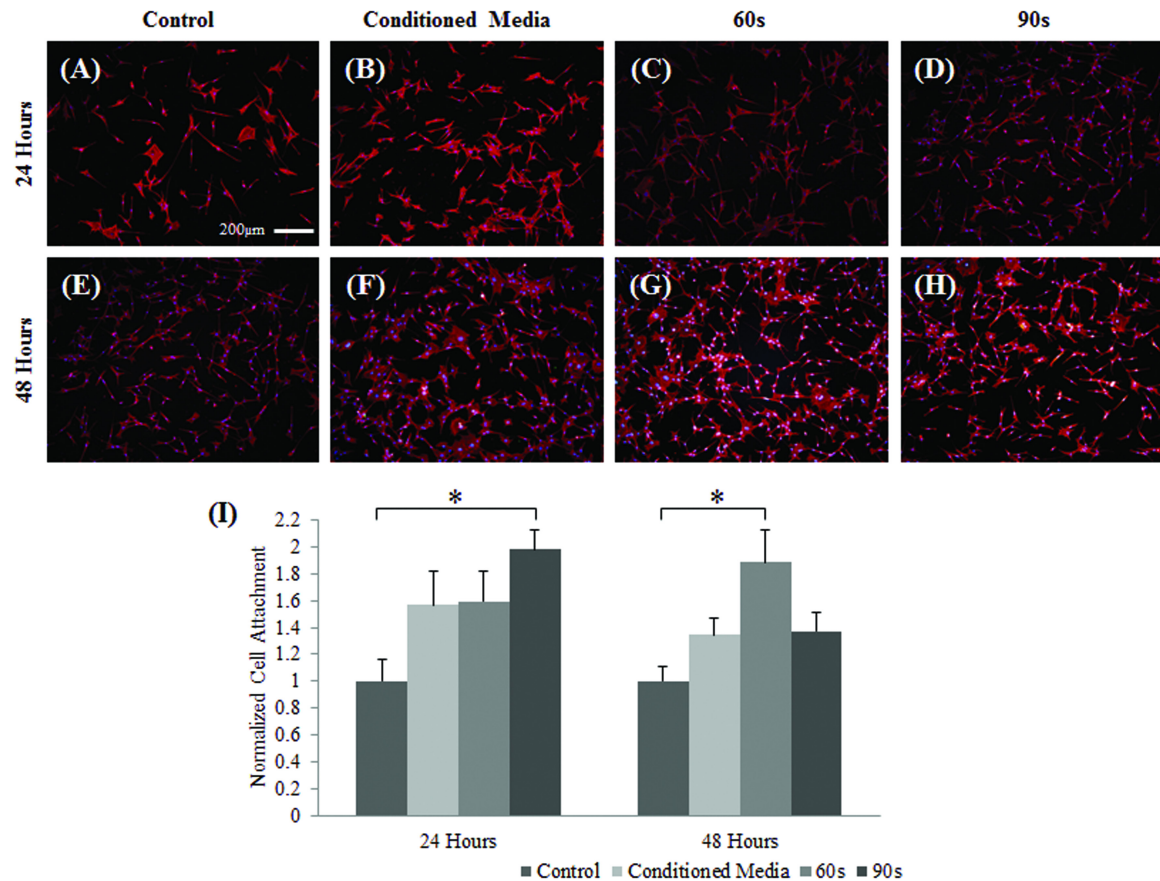 Control Conditioned Media 60s 90s
24 Hours
(A) (B) (C) (D)
200µm
48 Hours
(E) (F) (G) (H)
(I)
Normalized Cell Attachment
* *
2.2
2
1.8
1.6
1.4
1.2
1
0.8
0.6
0.4
0.2
0
24 Hours 48 Hours
Control Conditioned Media 60s 90s